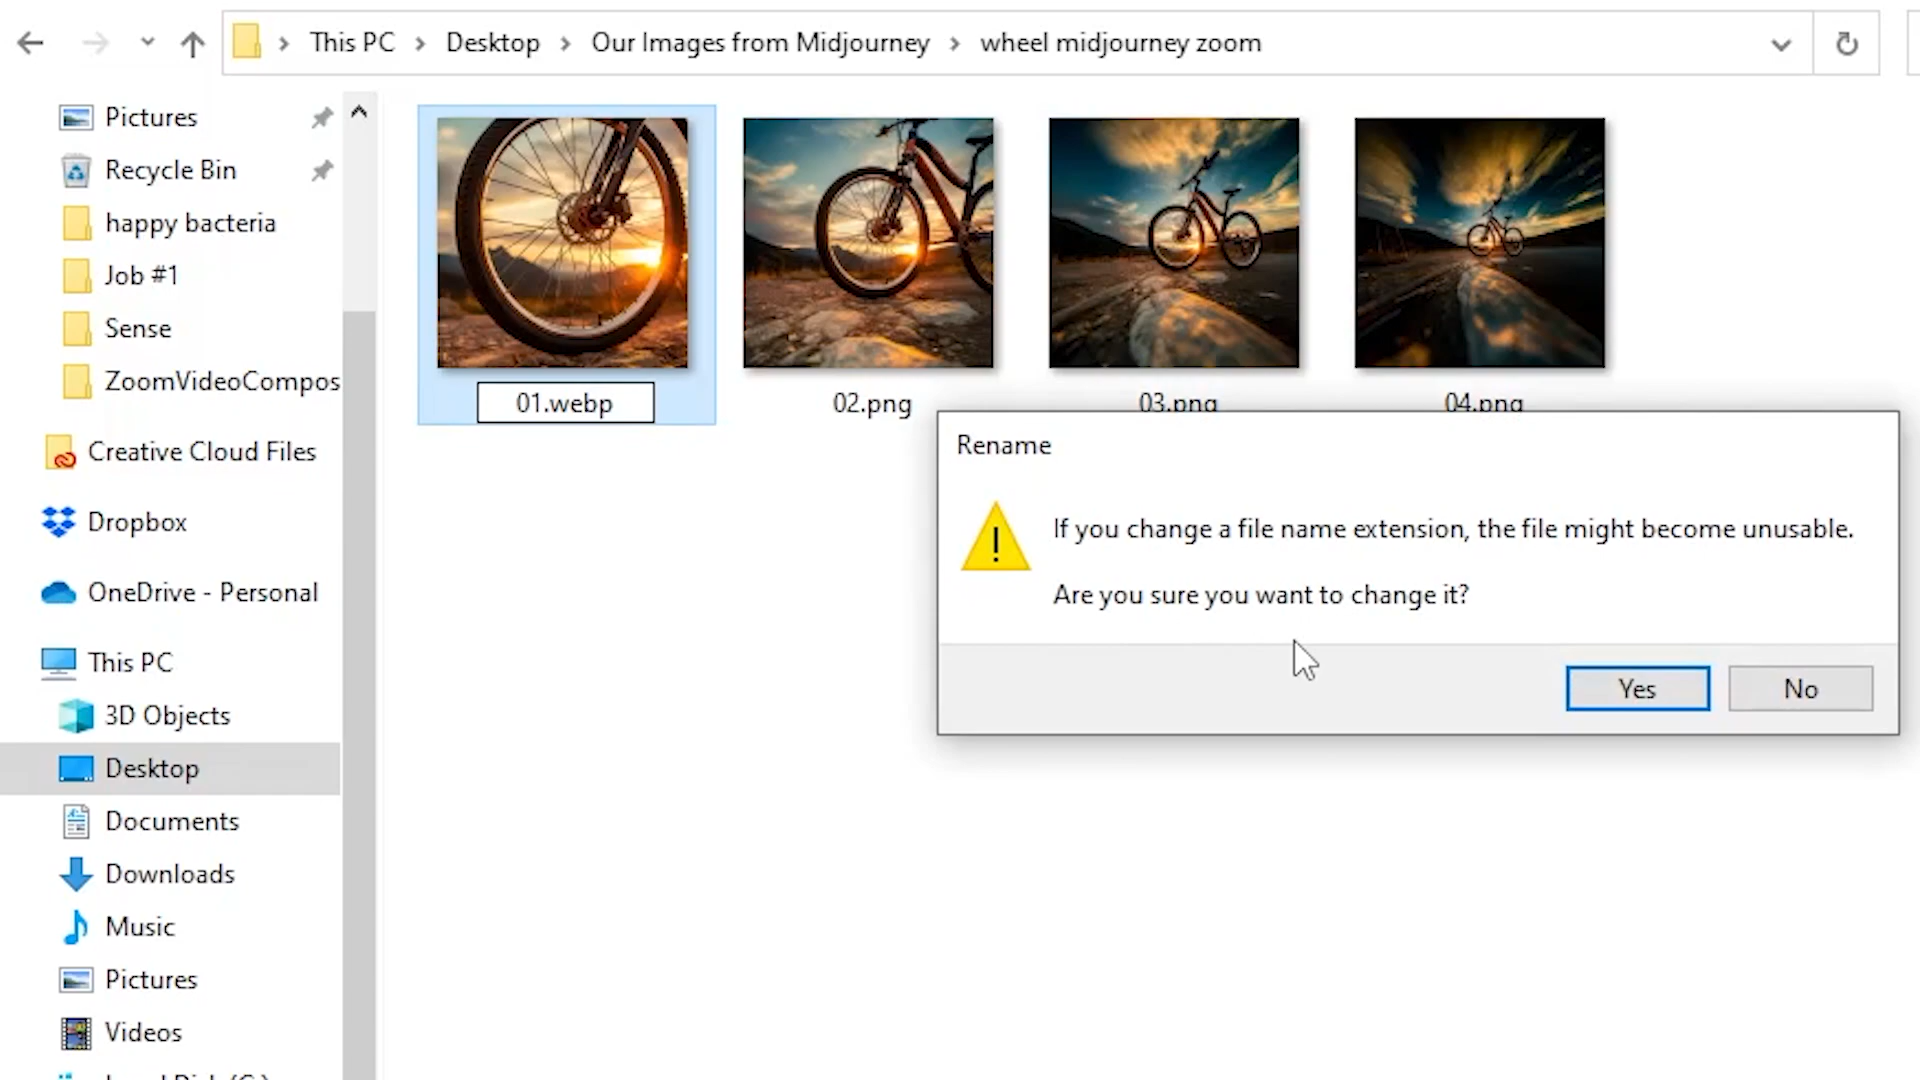 This PC > Desktop > Our Images from Midjourney > wheel midjourney zoom
Pictures
Recycle Bin
happy bacteria
Job #1
Sense
ZoomVideoCompos
Creative Cloud Files
Dropbox
OneDrive - Personal
This PC
3D Objects
Desktop
Documents
Downloads
Music
Pictures
Videos
01.webp
02.png
03.png
04.png
Rename
If you change a file name extension, the file might become unusable.
Are you sure you want to change it?
Yes
No